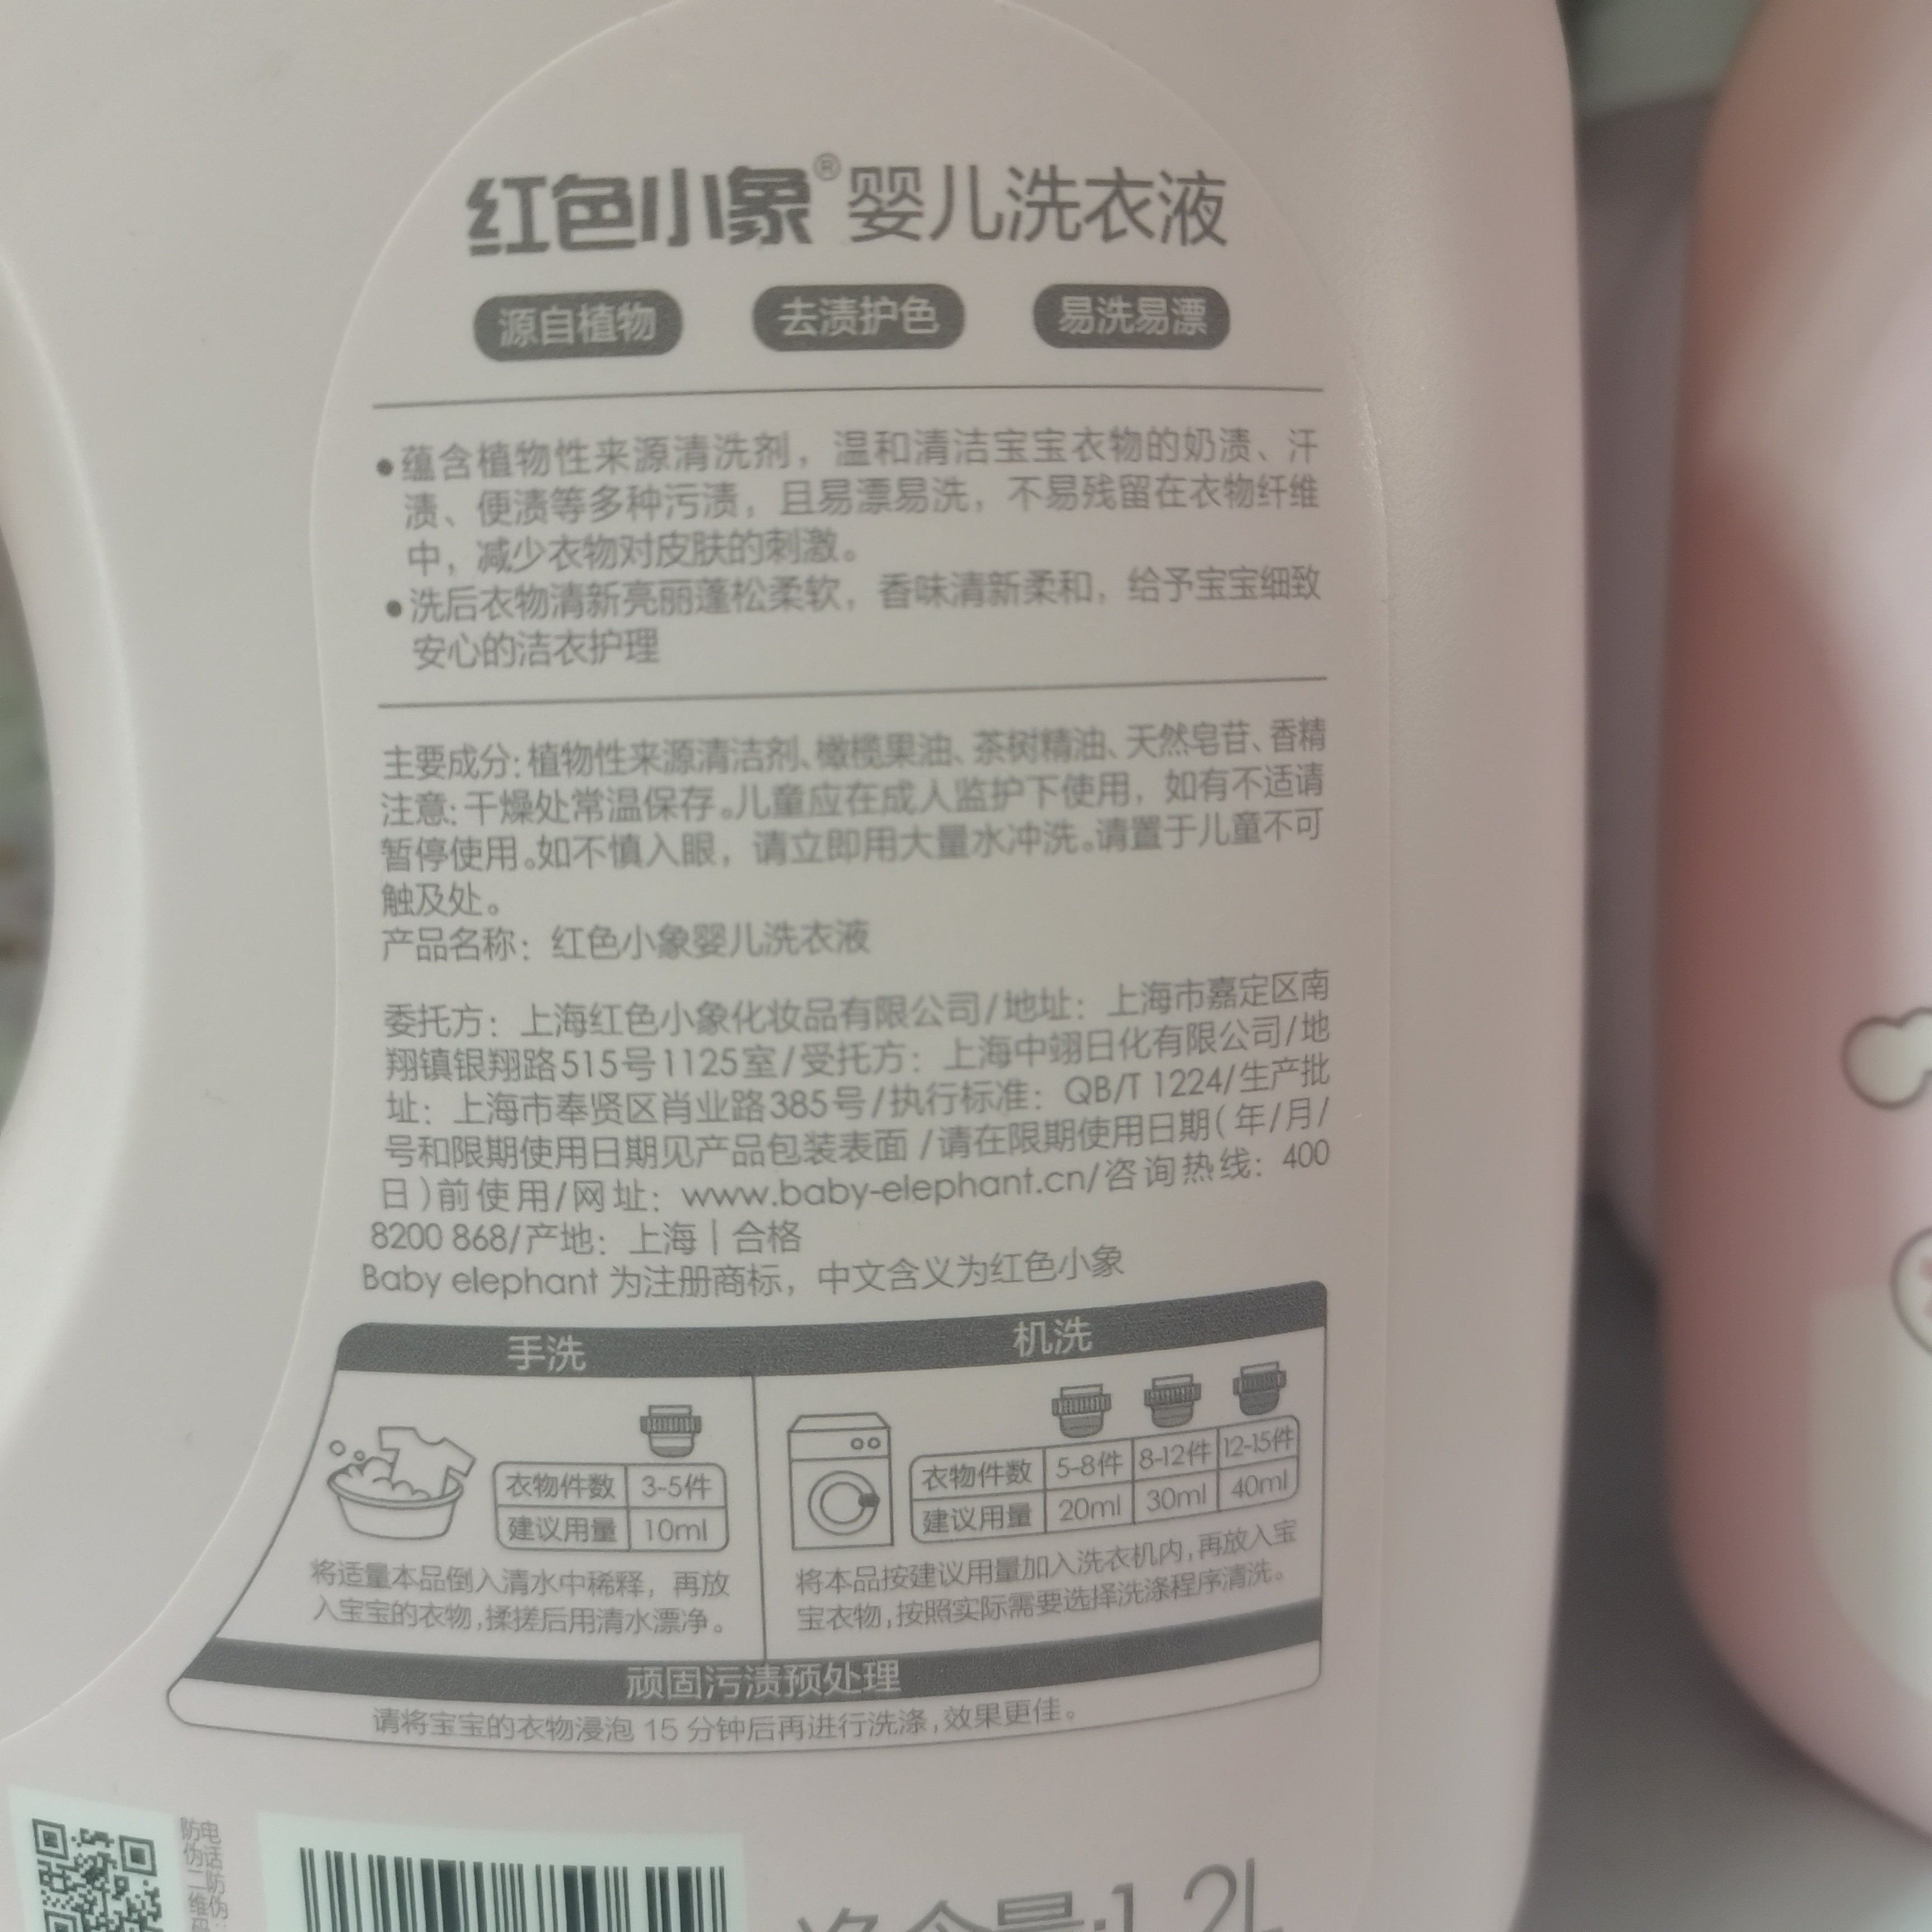 红色小象®婴儿洗衣液
源自植物 去渍护色 易洗易漂
●蕴含植物性来源清洗剂，温和清洁宝宝衣物的奶渍、汗
渍、便渍等多种污渍，且易漂易洗，不易残留在衣物纤维
中，减少衣物对皮肤的刺激。
●洗后衣物清新亮丽蓬松柔软，香味清新柔和，给予宝宝细致
安心的洁衣护理
主要成分:植物性来源清洁剂、橄榄果油、茶树精油、天然皂苷、香精
注意:干燥处常温保存。儿童应在成人监护下使用，如有不适请
暂停使用。如不慎入眼，请立即用大量水冲洗。请置于儿童不可
触及处。
产品名称：红色小象婴儿洗衣液
委托方：上海红色小象化妆品有限公司/地址：上海市嘉定区南
翔镇银翔路515号1125室/受托方：上海中翊日化有限公司/地
址：上海市奉贤区肖业路385号/执行标准：QB/T 1224/生产批
号和限期使用日期见产品包装表面 /请在限期使用日期(年/月/
日)前使用/网址：www.baby-elephant.cn/咨询热线：400
8200 868/产地：上海|合格
Baby elephant 为注册商标，中文含义为红色小象
手洗
衣物件数 3-5件
建议用量 10ml
将适量本品倒入清水中稀释，再放
入宝宝的衣物,揉搓后用清水漂净。
机洗
衣物件数 5-8件 8-12件 12-15件
建议用量 20ml 30ml 40ml
将本品按建议用量加入洗衣机内,再放入宝
宝衣物,按照实际需要选择洗涤程序清洗。
顽固污渍预处理
请将宝宝的衣物浸泡 15 分钟后再进行洗涤,效果更佳。
电话防伪:
防伪二维码
净含量:1.2L